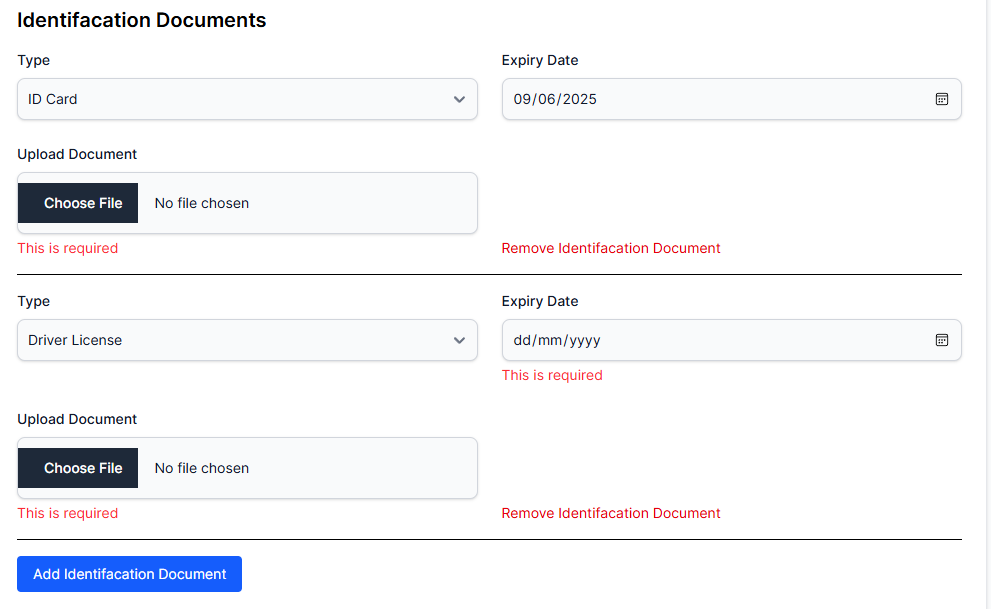 Identifacation Documents
Type
Expiry Date
ID Card
09/06/2025
Upload Document
Choose File
No file chosen
This is required
Remove Identifacation Document
Type
Expiry Date
Driver License
dd/mm/yyyy
This is required
Upload Document
Choose File
No file chosen
This is required
Remove Identifacation Document
Add Identifacation Document